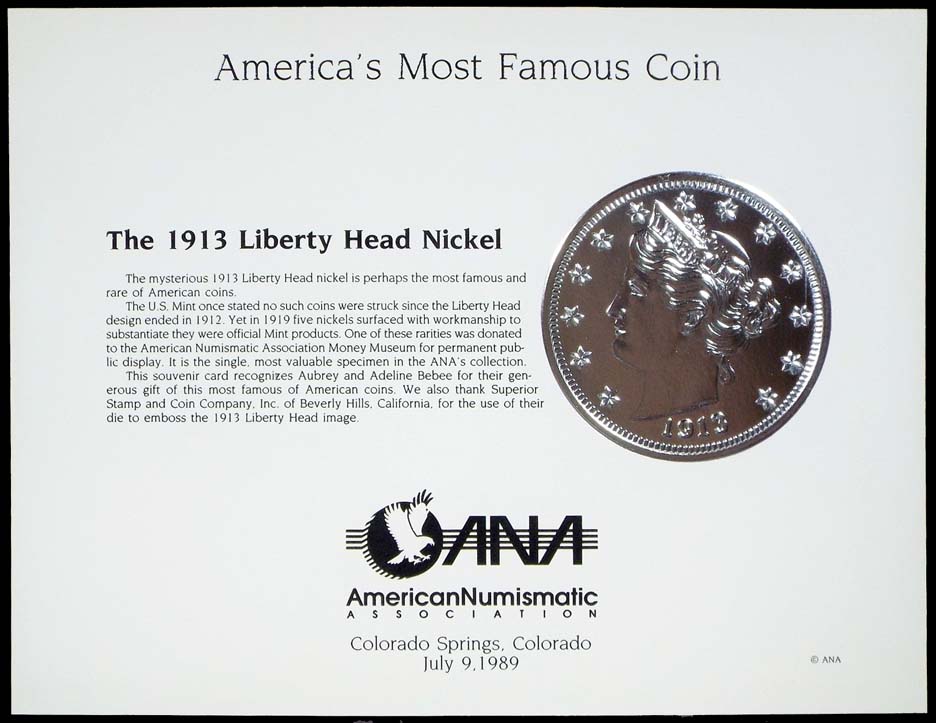 America's Most Famous Coin
The 1913 Liberty Head Nickel
The mysterious 1913 Liberty Head nickel is perhaps the most famous and
rare of American coins.
The U.S. Mint once stated no such coins were struck since the Liberty Head
design ended in 1912. Yet in 1919 five nickels surfaced with workmanship to
substantiate they were official Mint products. One of these rarities was donated
to the American Numismatic Association Money Museum for permanent pub-
lic display. It is the single, most valuable specimen in the ANA's collection.
This souvenir card recognizes Aubrey and Adeline Bebee for their gen-
erous gift of this most famous of American coins. We also thank Superior
Stamp and Coin Company, Inc. of Beverly Hills, California, for the use of their
die to emboss the 1913 Liberty Head image.
1913
ANA
AmericanNumismatic
ASSOCIATION
Colorado Springs, Colorado
July 9,1989
© ANA